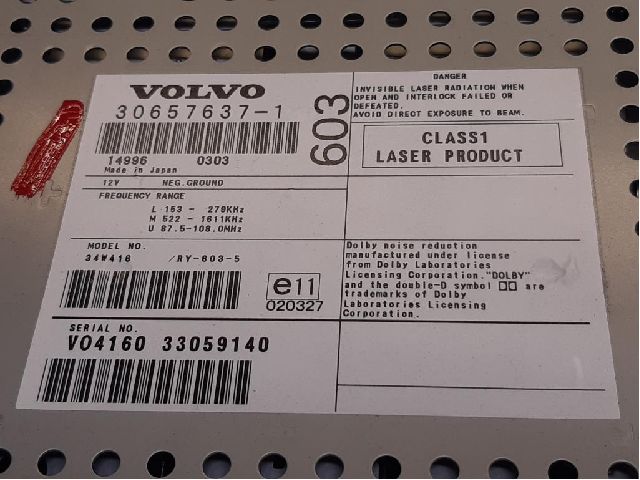 VOLVO
30657637-1
603
14996 0303
Made in Japan
12V NEG.GROUND
FREQUENCY RANGE
L 153 - 279KHz
M 522 - 1611KHz
U 87.5-108.0MHz
MODEL NO.
34W416 /RY-603-5
e11
020327
SERIAL NO.
VO4160 33059140
DANGER
INVISIBLE LASER RADIATION WHEN
OPEN AND INTERLOCK FAILED OR
DEFEATED.
AVOID DIRECT EXPOSURE TO BEAM.
CLASS1
LASER PRODUCT
Dolby noise reduction
manufactured under license
from Dolby Laboratories
Licensing Corporation."DOLBY"
and the double-D symbol are
trademarks of Dolby
Laboratories Licensing
Corporation.